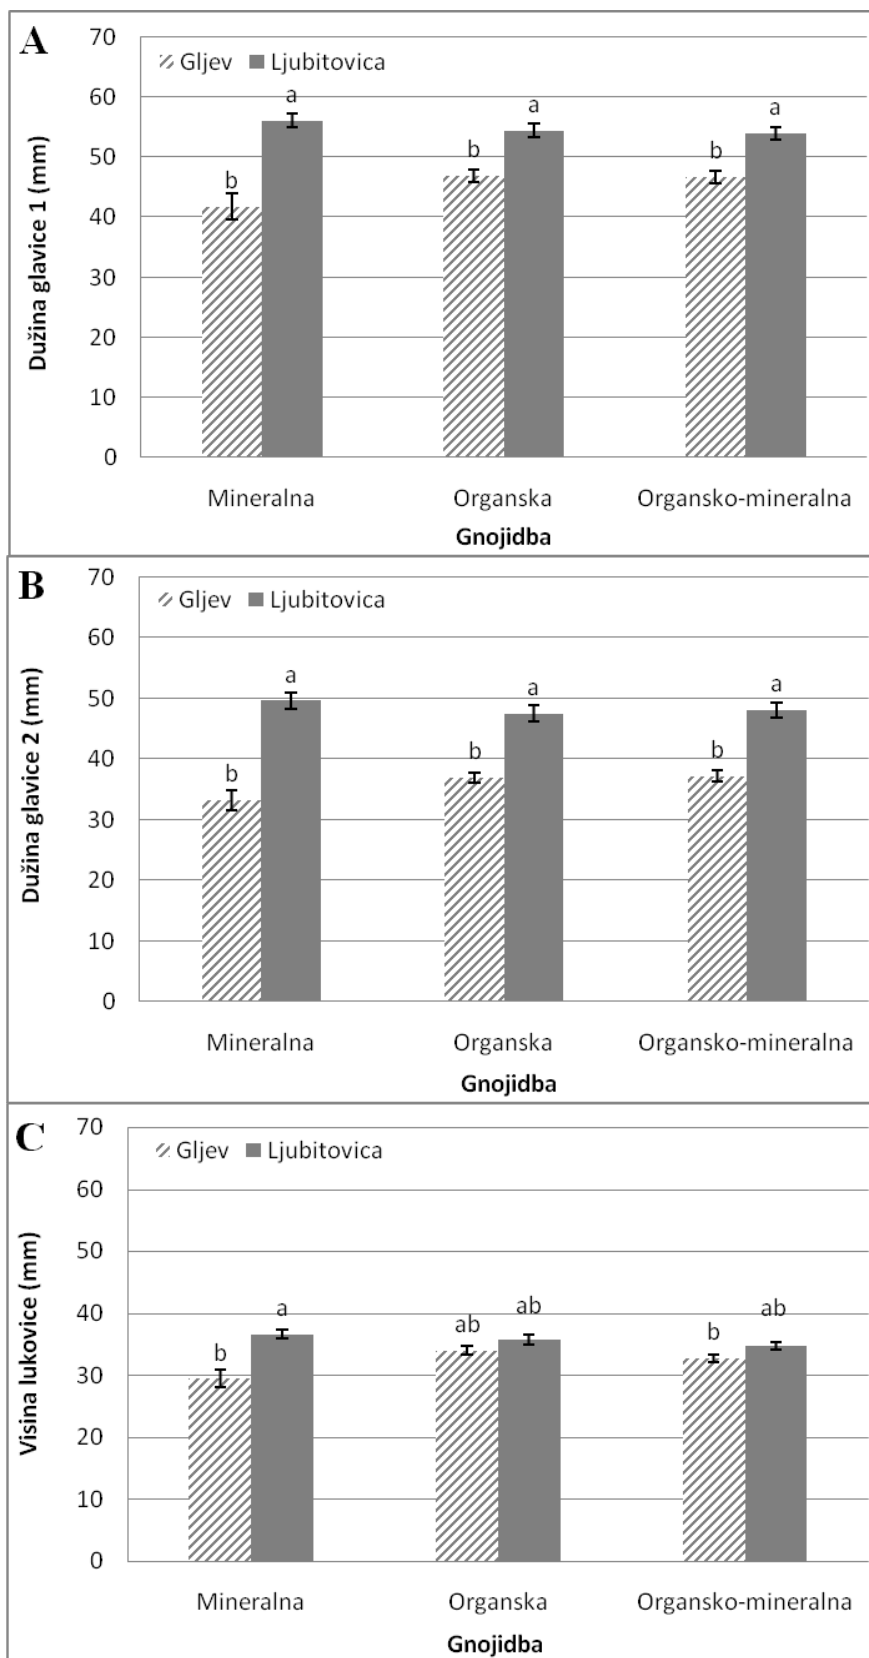 A
Dužina glavice 1 (mm)
70
60
50
40
30
20
10
0
Gljev Ljubitovica
b a b a b a
Mineralna Organska Organsko-mineralna
Gnojidba
B
Dužina glavice 2 (mm)
70
60
50
40
30
20
10
0
Gljev Ljubitovica
b a b a b a
Mineralna Organska Organsko-mineralna
Gnojidba
C
Visina lukovice (mm)
70
60
50
40
30
20
10
0
Gljev Ljubitovica
b a ab ab b ab
Mineralna Organska Organsko-mineralna
Gnojidba